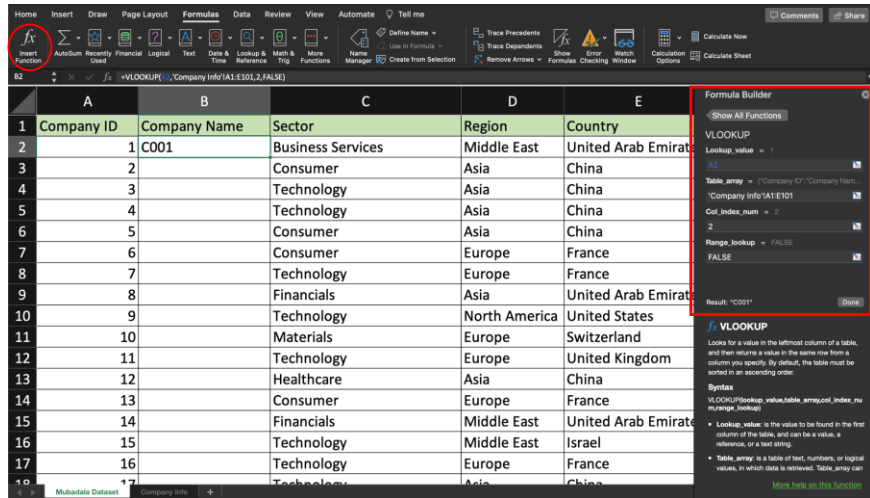 Home Insert Draw Page Layout Formulas Data Review View Automate Tell me Comments Share
fx Insert Function
AutoSum Recently Used Financial Logical Text Date & Time Lookup & Reference Math & Trig More Functions
Name Manager Define Name Use in Formula Create from Selection
Trace Precedents Trace Dependents Remove Arrows
Show Formulas Error Checking Watch Window
Calculation Options Calculate Now Calculate Sheet
B2 fx =VLOOKUP(A2,'Company Info'!A1:E101,2,FALSE)
A B C D E
1 Company ID Company Name Sector Region Country
2 1 C001 Business Services Middle East United Arab Emirat
3 2 Consumer Asia China
4 3 Technology Asia China
5 4 Technology Asia China
6 5 Consumer Asia China
7 6 Consumer Europe France
8 7 Technology Europe France
9 8 Financials Asia United Arab Emirat
10 9 Technology North America United States
11 10 Materials Europe Switzerland
12 11 Technology Europe United Kingdom
13 12 Healthcare Asia China
14 13 Consumer Europe France
15 14 Financials Middle East United Arab Emirate
16 15 Technology Middle East Israel
17 16 Technology Europe France
18 17 Technology Asia China
Mubadala Dataset Company Info +
Formula Builder
Show All Functions
VLOOKUP
Lookup_value = 1
A2
Table_array = {"Company ID","Company Nam...
'Company Info'!A1:E101
Col_index_num = 2
2
Range_lookup = FALSE
FALSE
Result: "C001" Done
fx VLOOKUP
Looks for a value in the leftmost column of a table,
and then returns a value in the same row from a
column you specify. By default, the table must be
sorted in an ascending order.
Syntax
VLOOKUP(lookup_value,table_array,col_index_nu
m,range_lookup)
• Lookup_value: is the value to be found in the first
column of the table, and can be a value, a
reference, or a text string.
• Table_array: is a table of text, numbers, or logical
values, in which data is retrieved. Table_array can
More help on this function